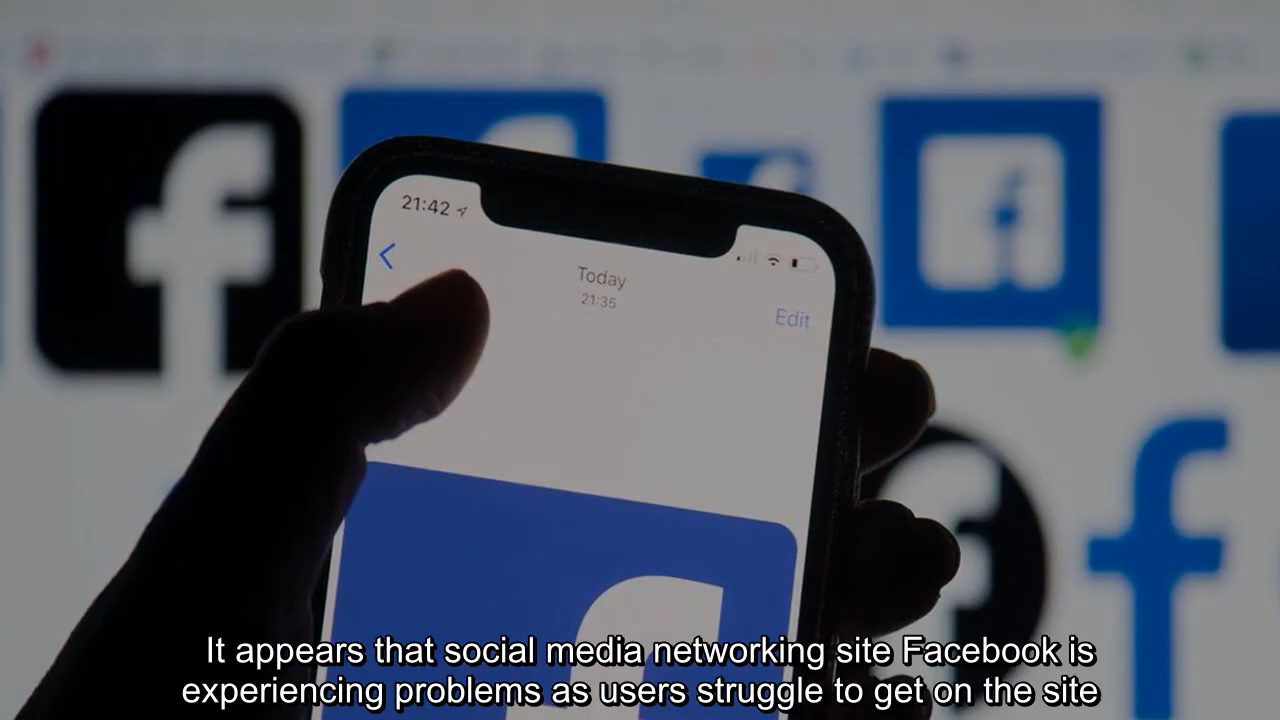 21:42
Today
21:35
Edit
It appears that social media networking site Facebook is
experiencing problems as users struggle to get on the site